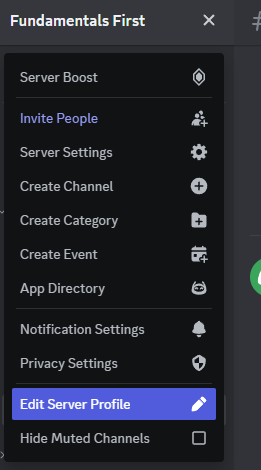 Fundamentals First
Server Boost
Invite People
Server Settings
Create Channel
Create Category
Create Event
App Directory
Notification Settings
Privacy Settings
Edit Server Profile
Hide Muted Channels